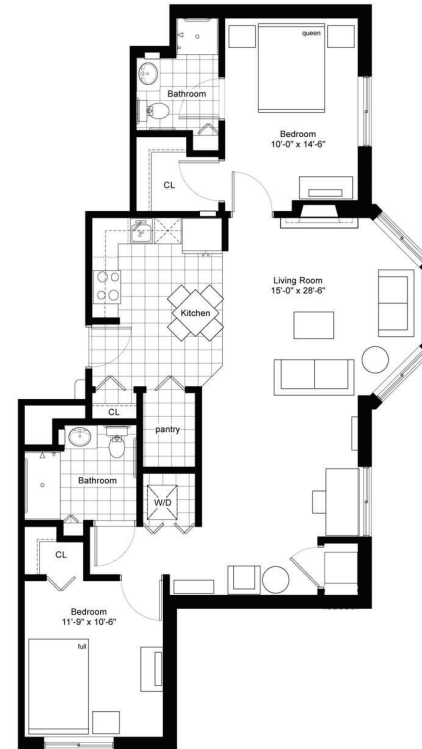 queen
Bathroom
Bedroom
10'-0" x 14'-6"
CL
Living Room
15'-0" x 28'-6"
Kitchen
CL
pantry
Bathroom
W/D
CL
Bedroom
11'-9" x 10'-6"
full